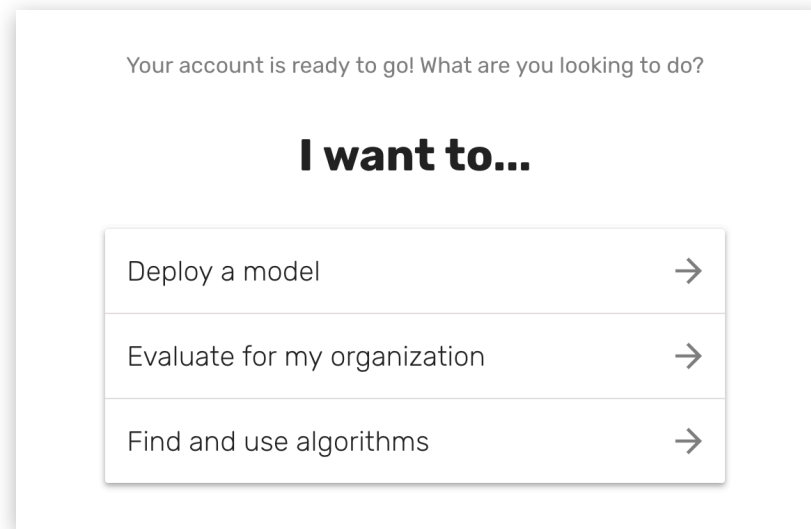 Your account is ready to go! What are you looking to do?
I want to...
Deploy a model
Evaluate for my organization
Find and use algorithms